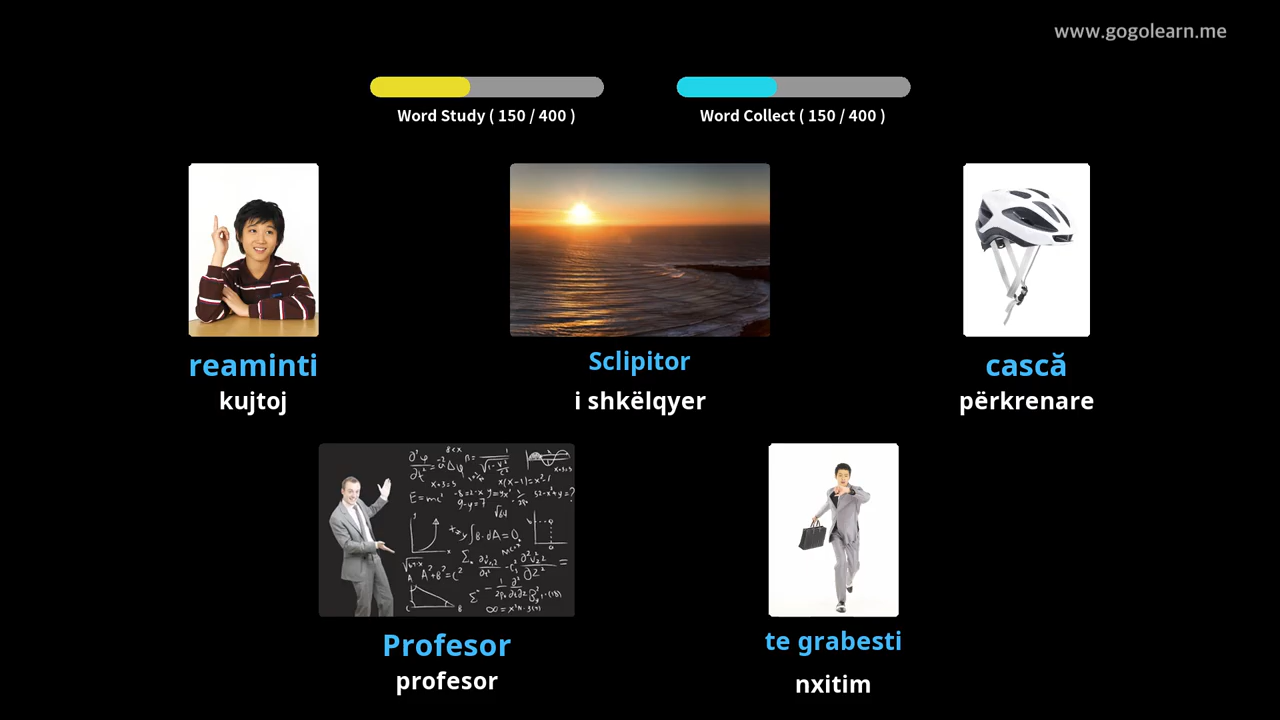 www.gogolearn.me
Word Study ( 150 / 400 )
Word Collect ( 150 / 400 )
reaminti
kujtoj
Sclipitor
i shkëlqyer
cască
përkrenare
Profesor
profesor
te grabesti
nxitim